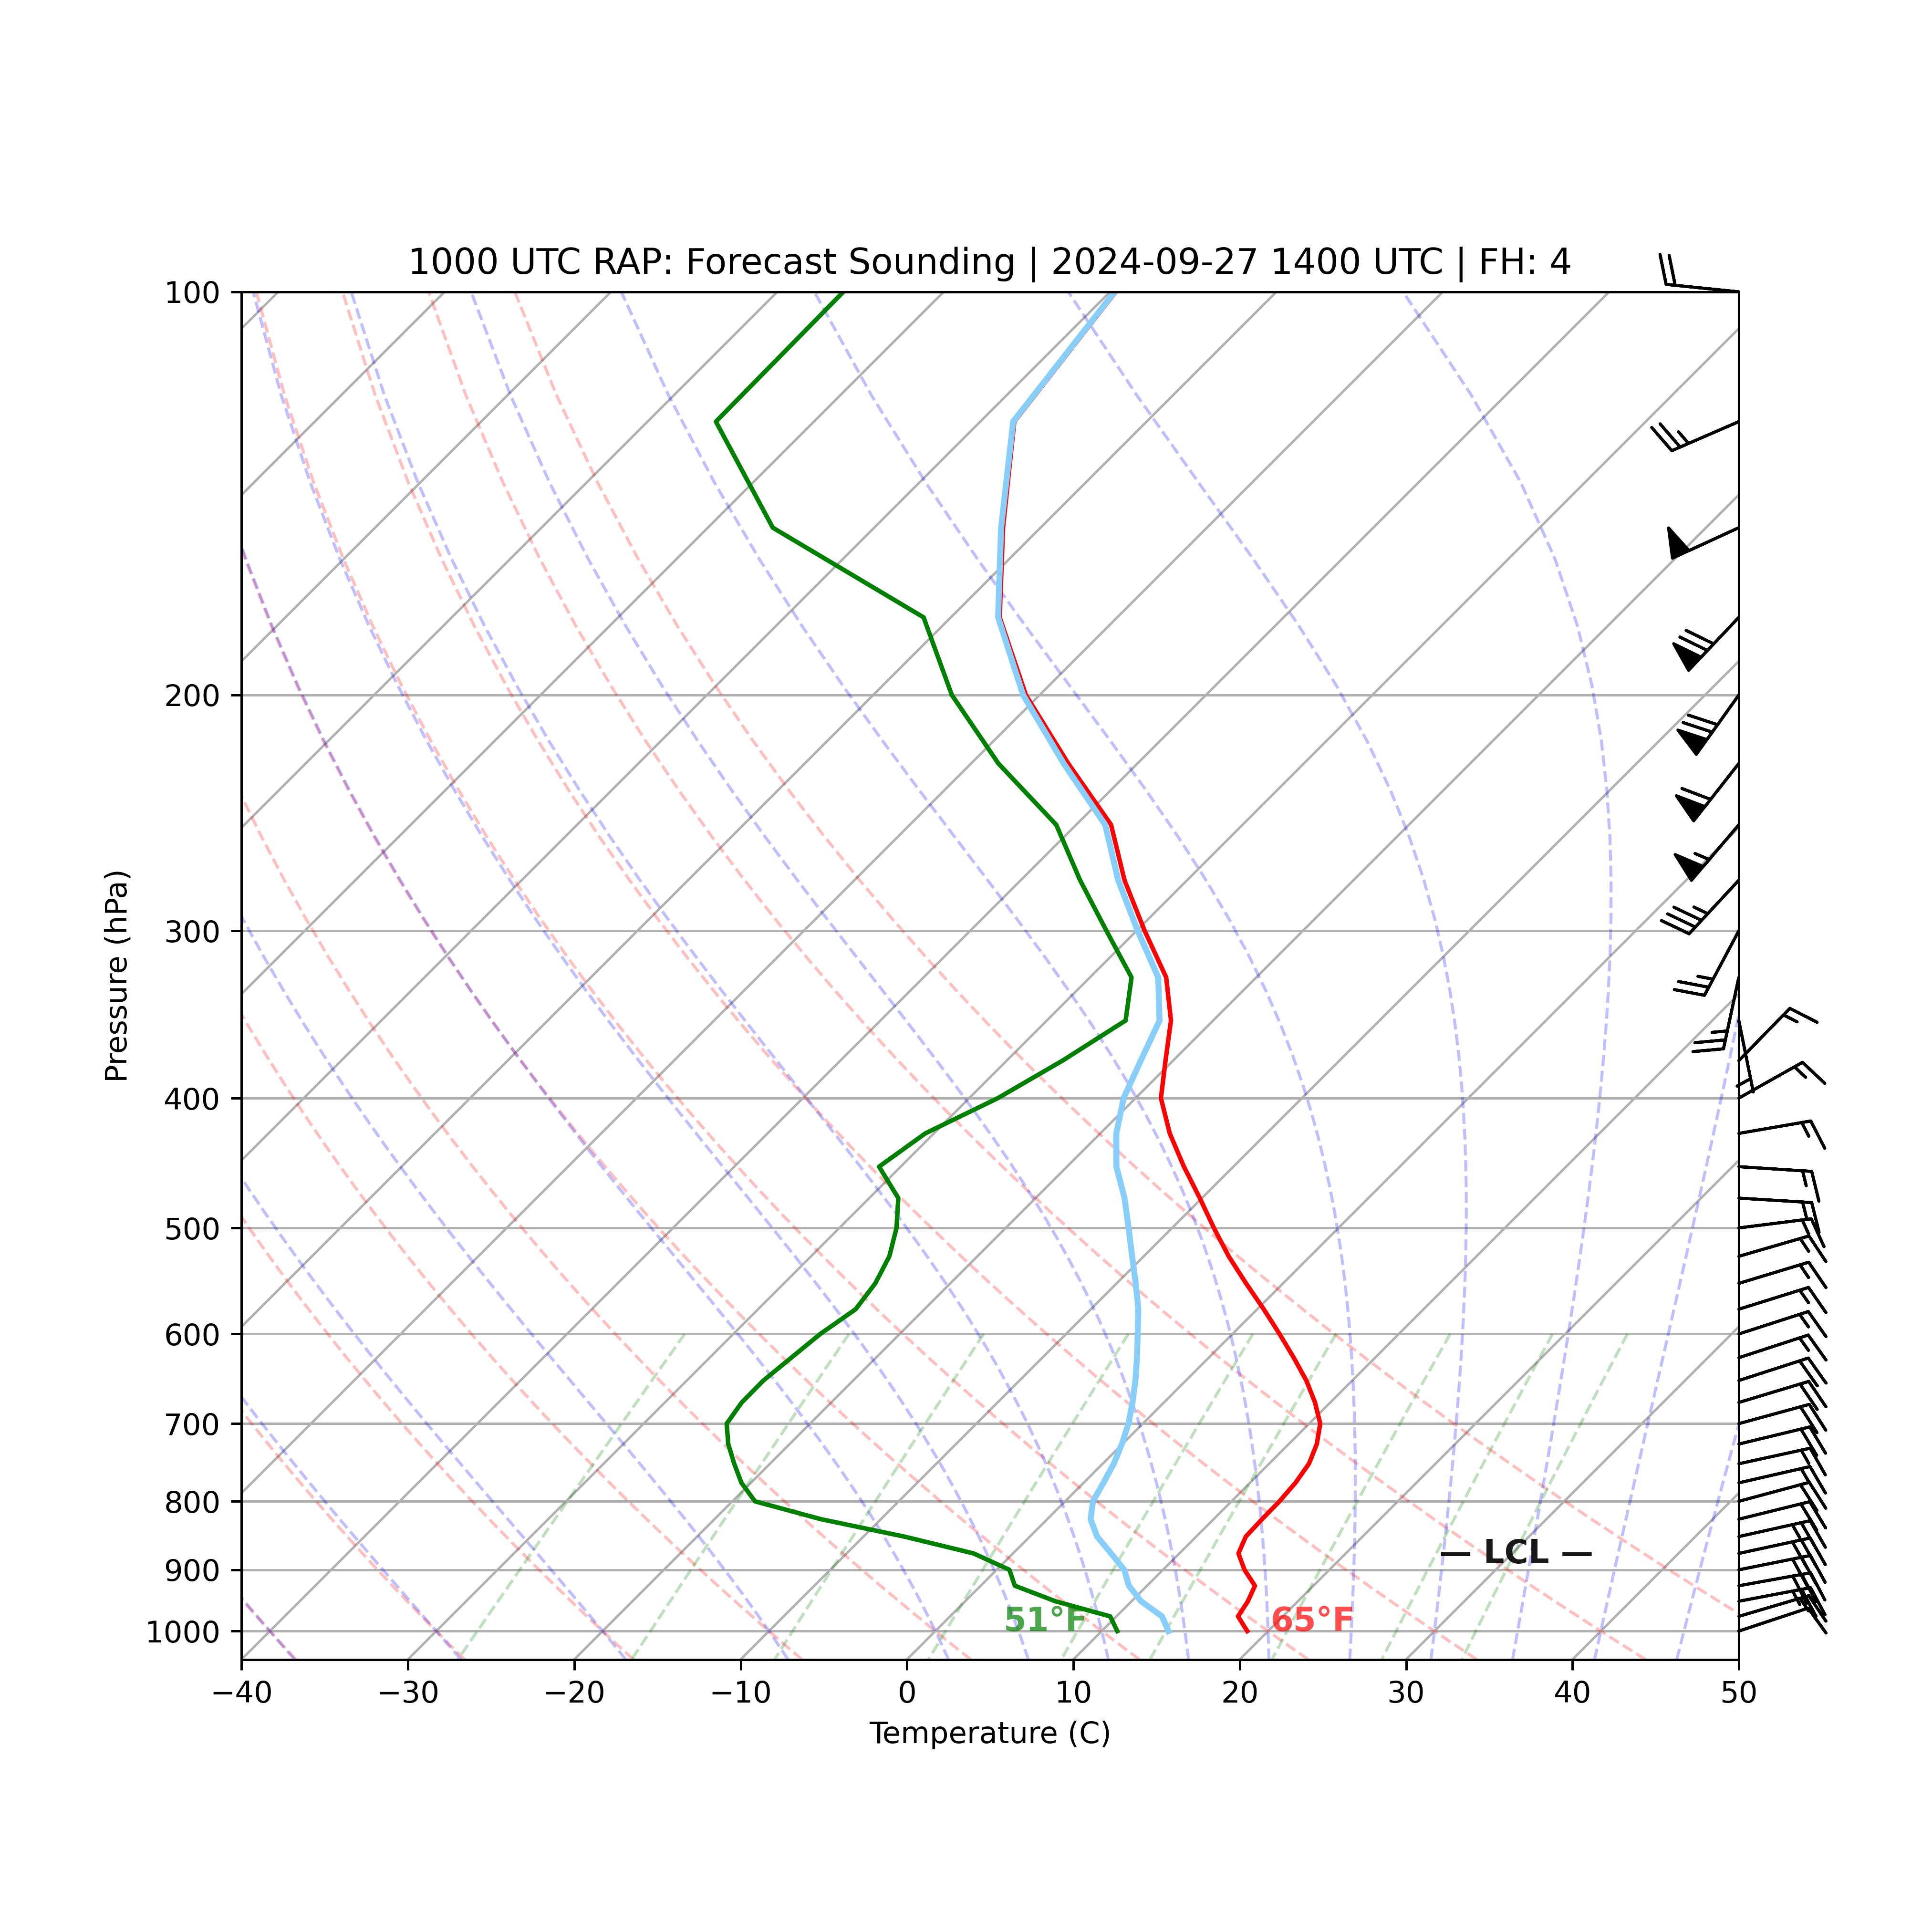 1000 UTC RAP: Forecast Sounding | 2024-09-27 1400 UTC | FH: 4
100
200
300
400
500
600
700
800
900
1000
Pressure (hPa)
— LCL —
51°F
65°F
−40 −30 −20 −10 0 10 20 30 40 50
Temperature (C)